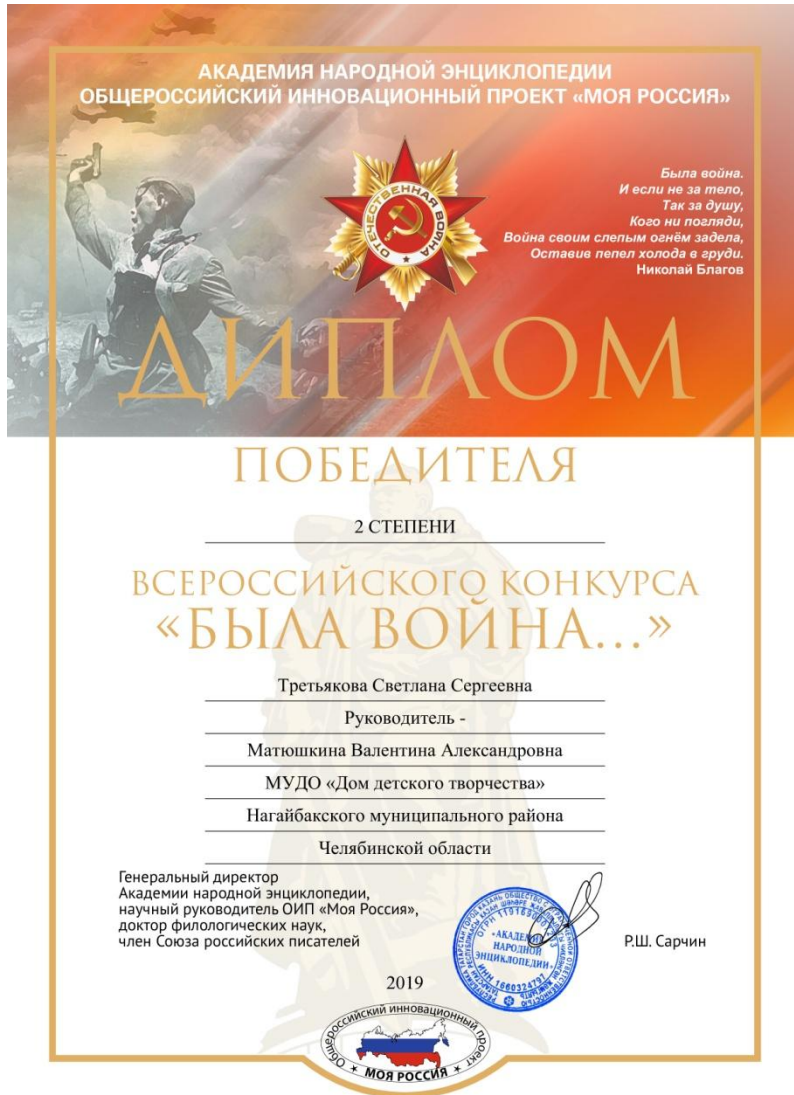 АКАДЕМИЯ НАРОДНОЙ ЭНЦИКЛОПЕДИИ
ОБЩЕРОССИЙСКИЙ ИННОВАЦИОННЫЙ ПРОЕКТ «МОЯ РОССИЯ»
ОТЕЧЕСТВЕННАЯ ВОЙНА
Была война.
И если не за тело,
Так за душу,
Кого ни погляди,
Война своим слепым огнём задела,
Оставив пепел холода в груди.
Николай Благов
ДИПЛОМ
ПОБЕДИТЕЛЯ
2 СТЕПЕНИ
ВСЕРОССИЙСКОГО КОНКУРСА
«БЫЛА ВОЙНА...»
Третьякова Светлана Сергеевна
Руководитель -
Матюшкина Валентина Александровна
МУДО «Дом детского творчества»
Нагайбакского муниципального района
Челябинской области
Генеральный директор
Академии народной энциклопедии,
научный руководитель ОИП «Моя Россия»,
доктор филологических наук,
член Союза российских писателей
«АКАДЕМИЯ
НАРОДНОЙ
ЭНЦИКЛОПЕДИИ»
ИНН 1660324797
Р.Ш. Сарчин
2019
Общероссийский инновационный проект
МОЯ РОССИЯ